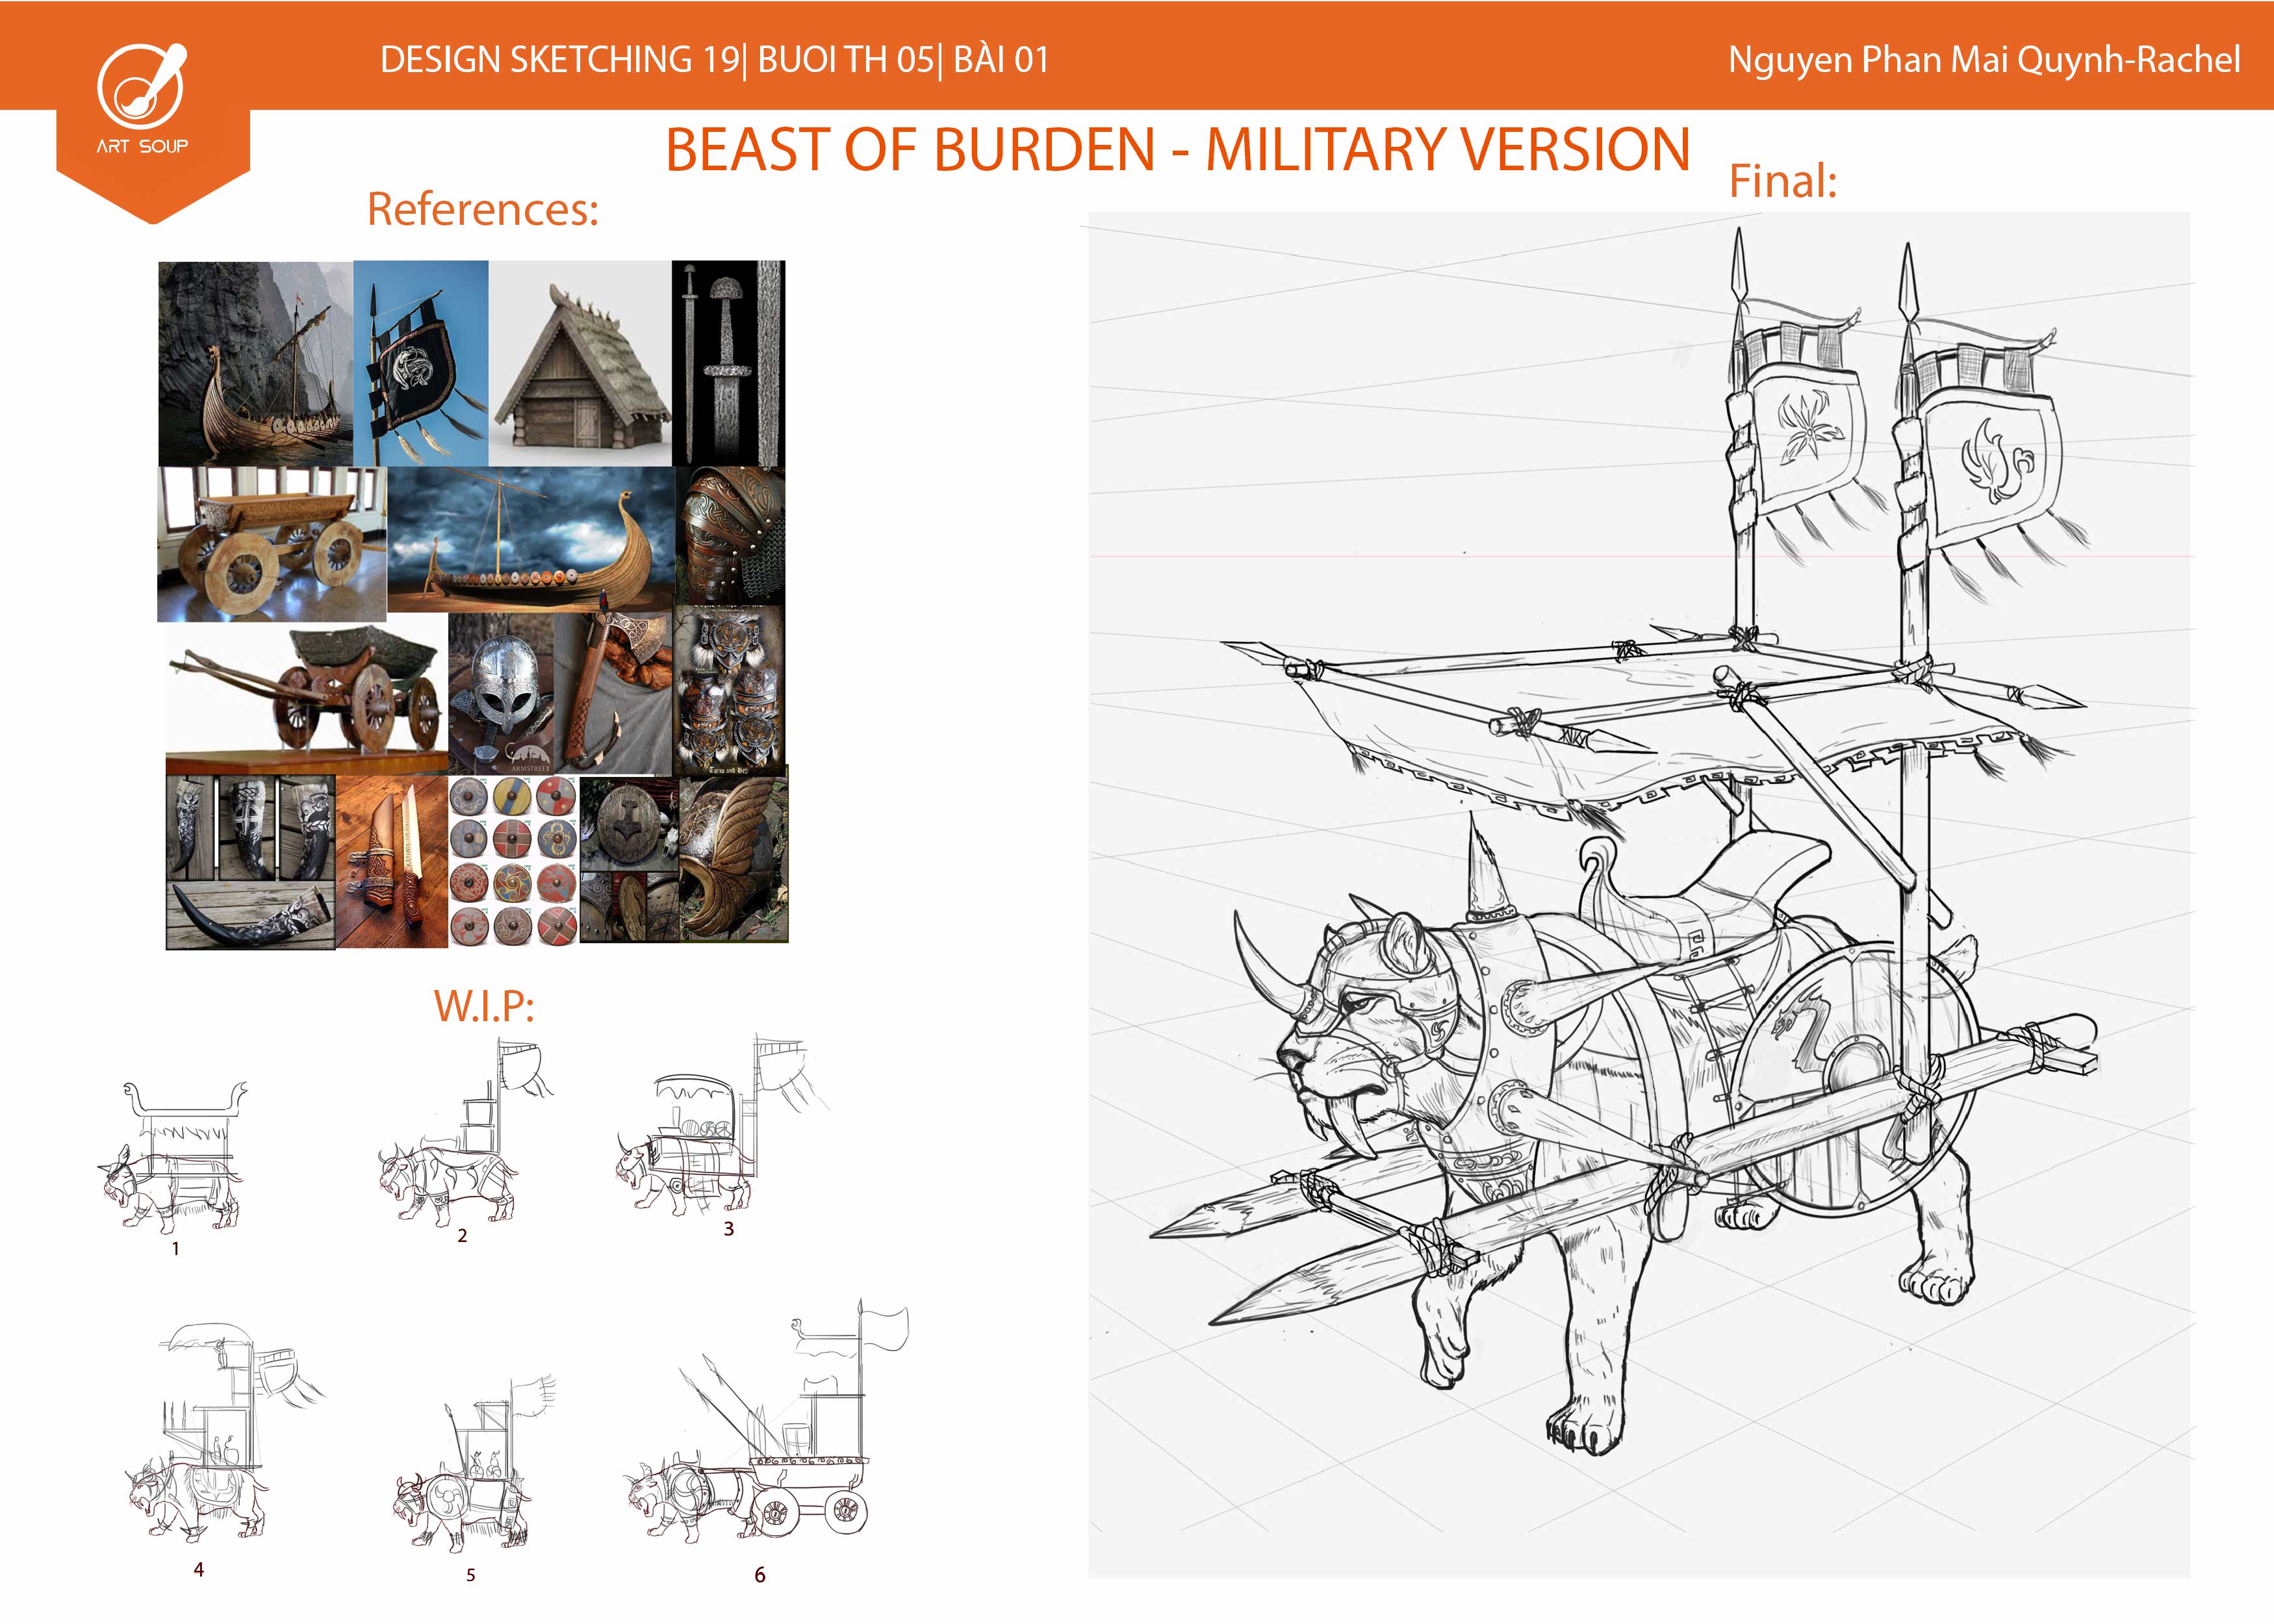 DESIGN SKETCHING 19| BUOI TH 05| BÀI 01
Nguyen Phan Mai Quynh-Rachel
ART SOUP
BEAST OF BURDEN - MILITARY VERSION
References:
Final:
ARMSTREET
W.I.P:
1
2
3
4
5
6